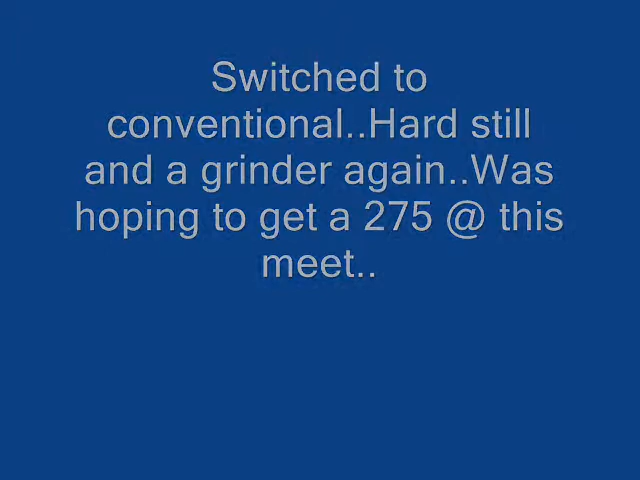 Switched to
conventional..Hard still
and a grinder again..Was
hoping to get a 275 @ this
meet..